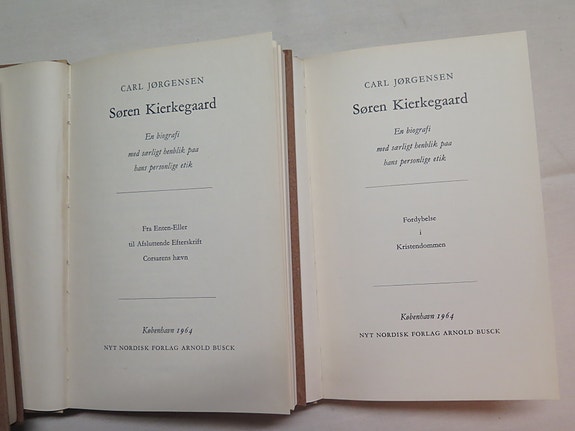 CARL JØRGENSEN
Søren Kierkegaard
En biografi
med særligt henblik paa
hans personlige etik
Fra Enten-Eller
til Afsluttende Efterskrift
Corsarens hævn
København 1964
NYT NORDISK FORLAG ARNOLD BUSCK
CARL JØRGENSEN
Søren Kierkegaard
En biografi
med særligt henblik paa
hans personlige etik
Fordybelse
i
Kristendommen
København 1964
NYT NORDISK FORLAG ARNOLD BUSCK